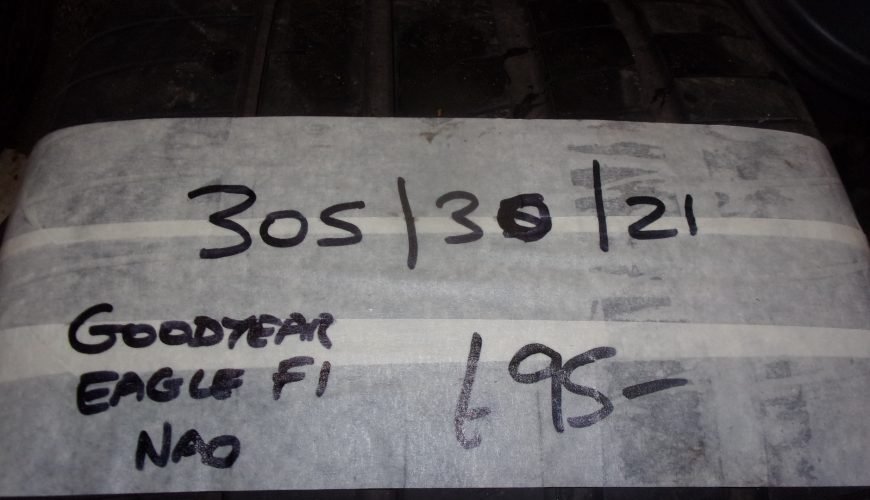 305/30/21
GOODYEAR
EAGLE F1
NAO
£95-